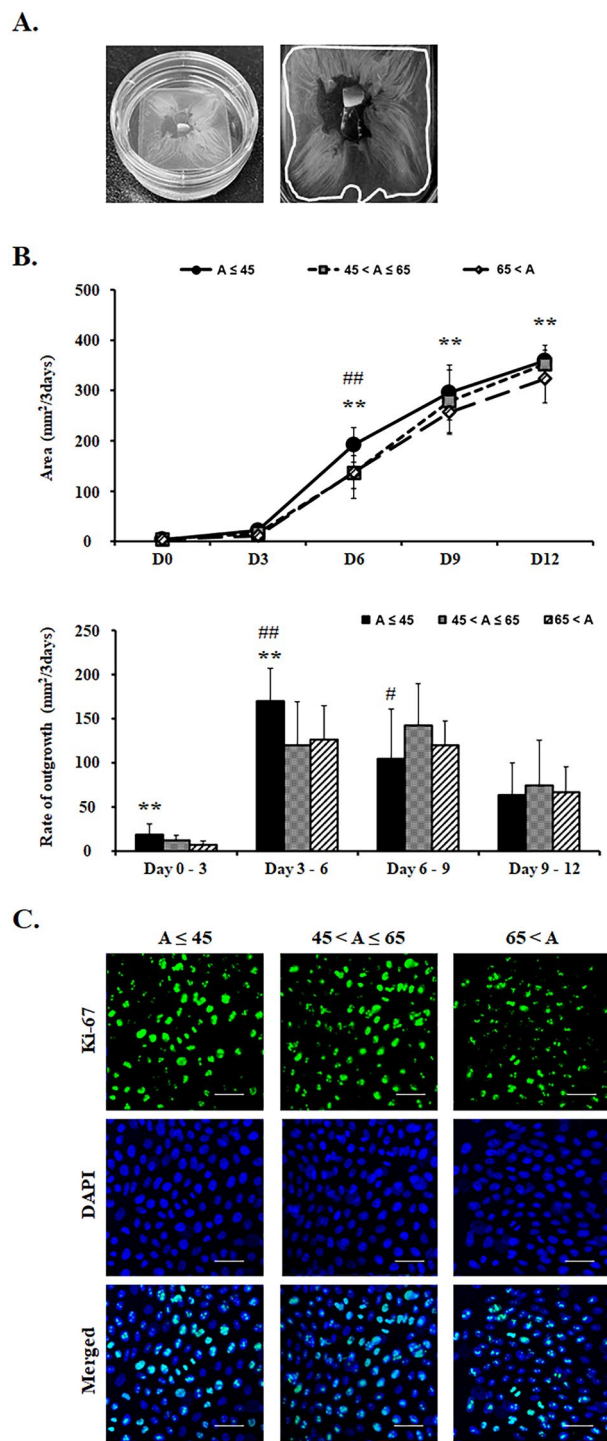 A.
B.
A ≤ 45 45 < A ≤ 65 65 < A
500
400
300
200
100
0
Area (mm²/3days)
**
**
##
**
D0 D3 D6 D9 D12
A ≤ 45 45 < A ≤ 65 65 < A
250
200
150
100
50
0
Rate of outgrowth (mm²/3days)
##
**
#
**
Day 0 - 3 Day 3 - 6 Day 6 - 9 Day 9 - 12
C.
A ≤ 45 45 < A ≤ 65 65 < A
Ki-67
DAPI
Merged